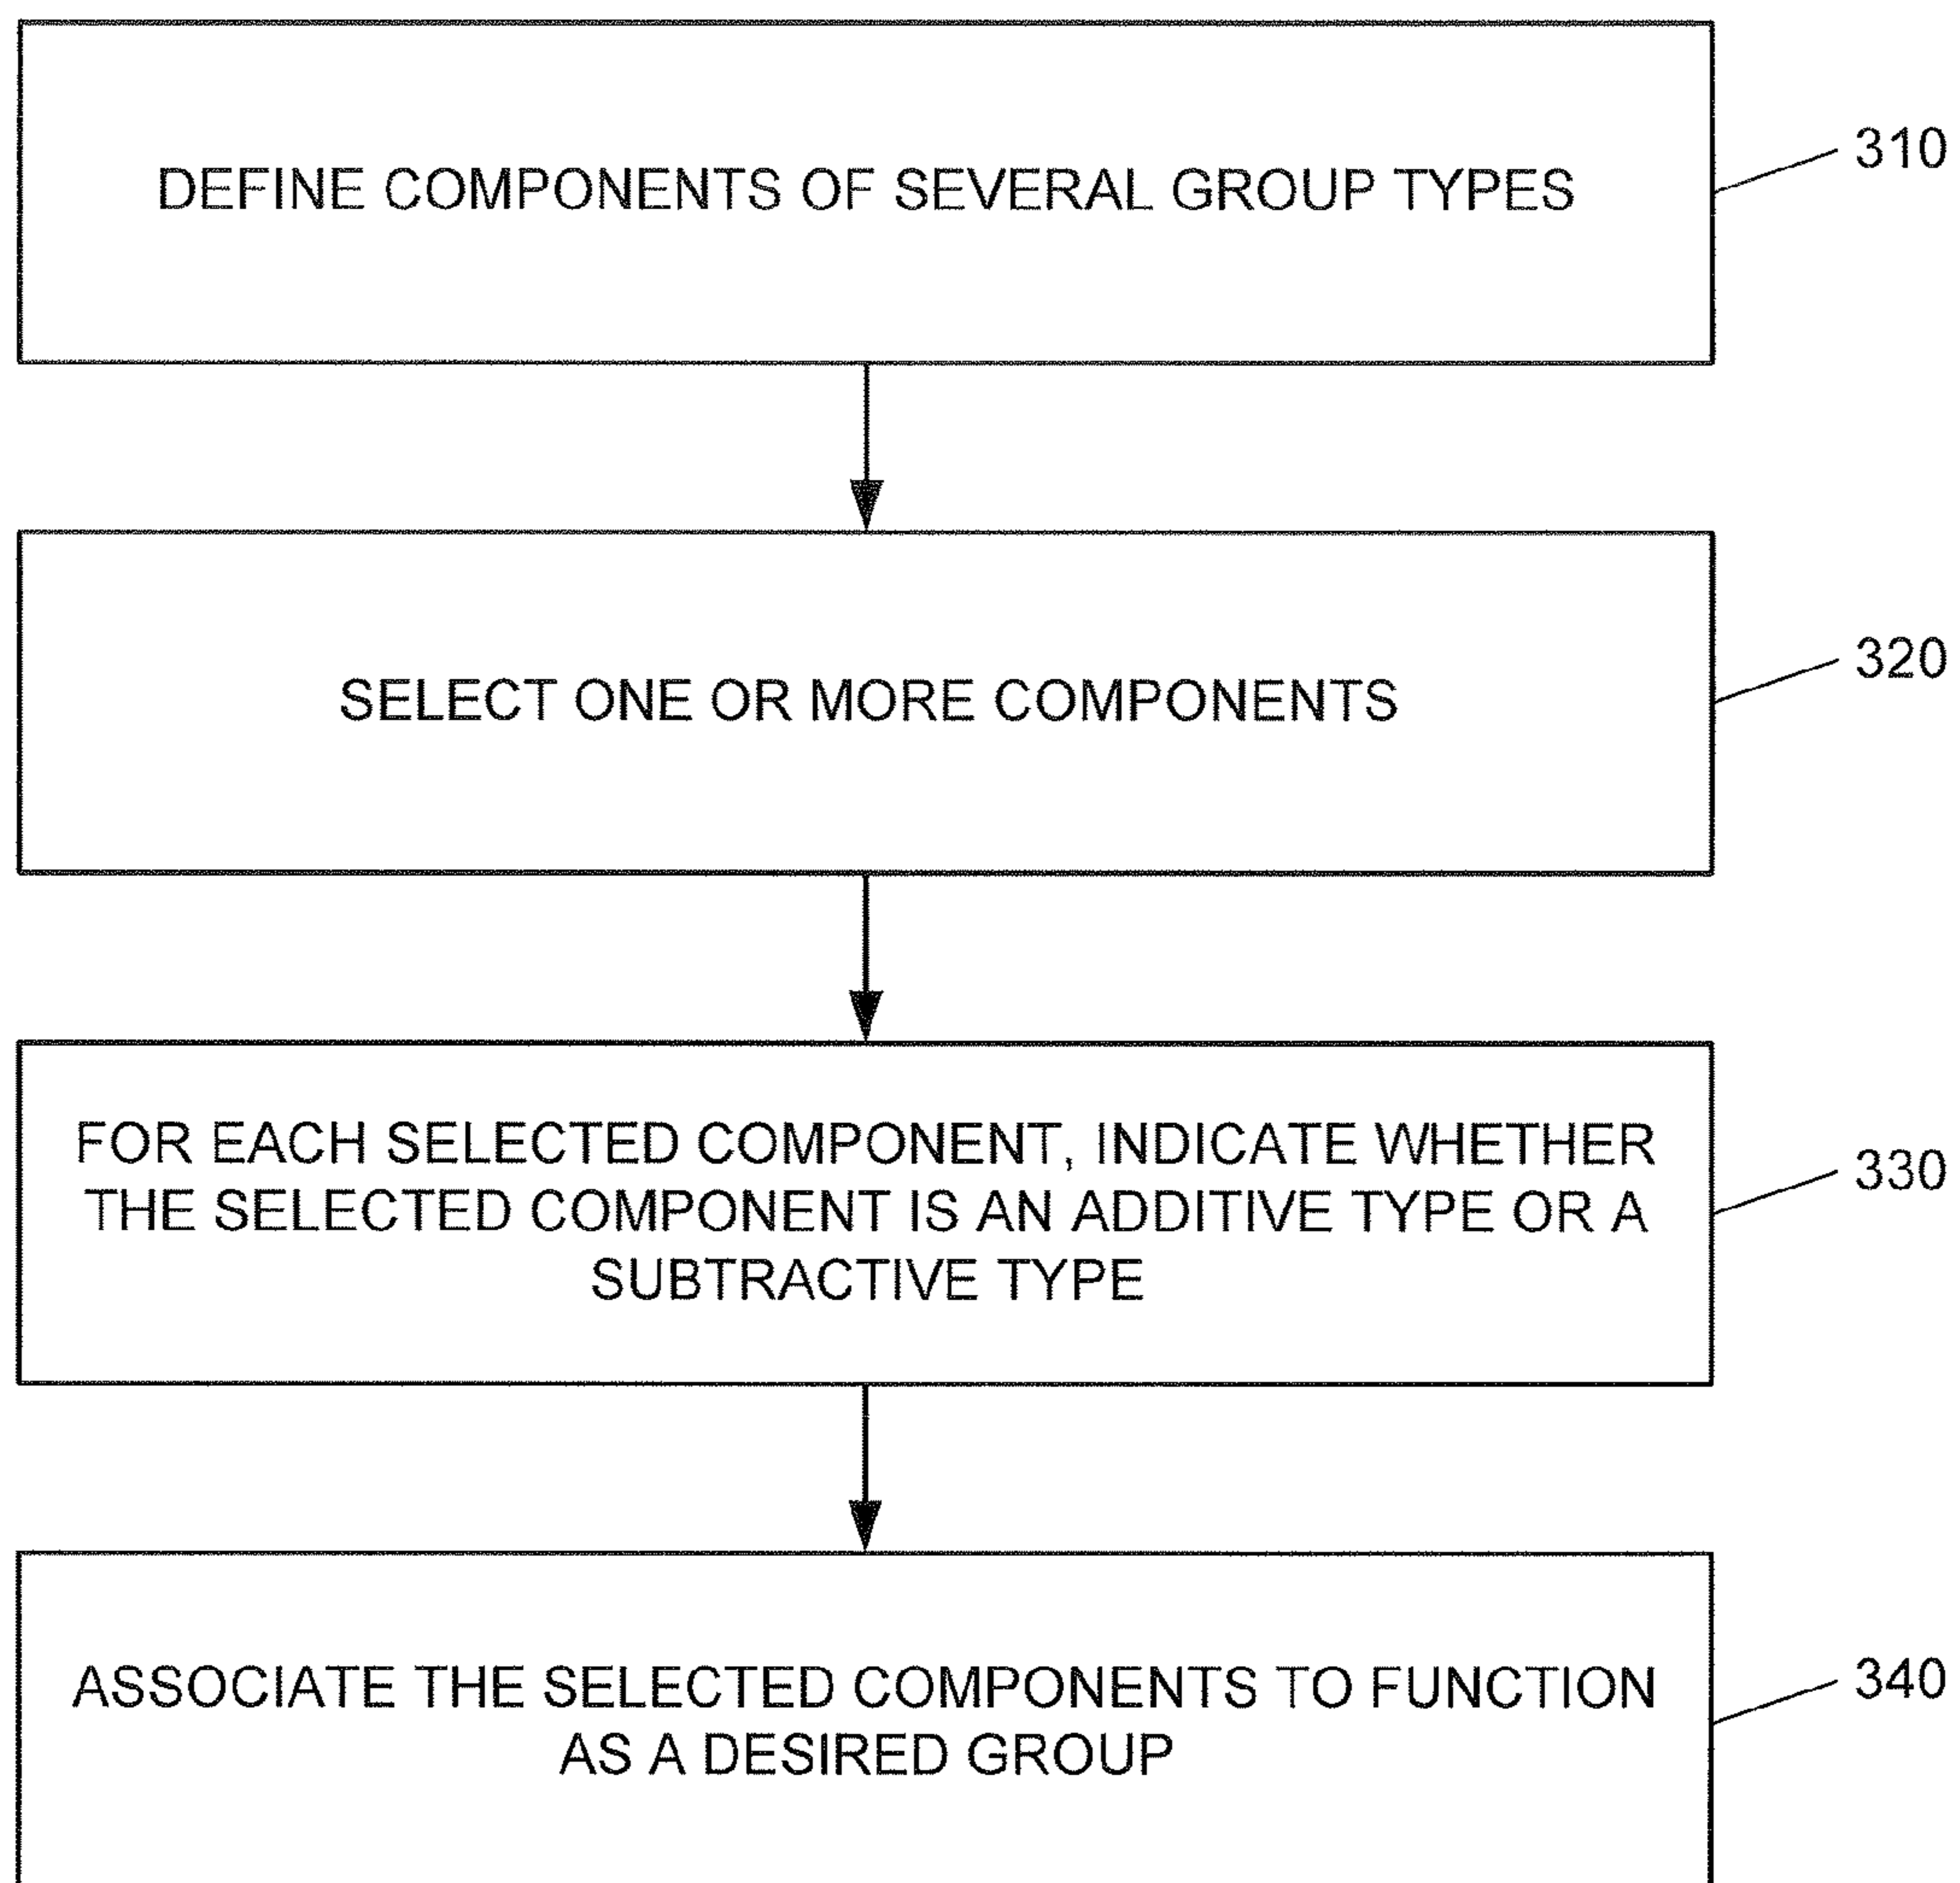 DEFINE COMPONENTS OF SEVERAL GROUP TYPES
310
SELECT ONE OR MORE COMPONENTS
320
FOR EACH SELECTED COMPONENT, INDICATE WHETHER
THE SELECTED COMPONENT IS AN ADDITIVE TYPE OR A
SUBTRACTIVE TYPE
330
ASSOCIATE THE SELECTED COMPONENTS TO FUNCTION
AS A DESIRED GROUP
340